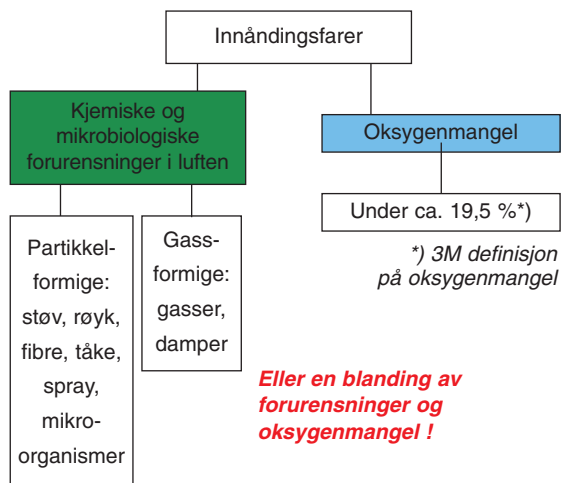 Innåndingsfarer
Kjemiske og
mikrobiologiske
forurensninger i luften
Oksygenmangel
Under ca. 19,5 %*)
*) 3M definisjon
på oksygenmangel
Partikkel-
formige:
støv, røyk,
fibre, tåke,
spray,
mikro-
organismer
Gass-
formige:
gasser,
damper
Eller en blanding av
forurensninger og
oksygenmangel !